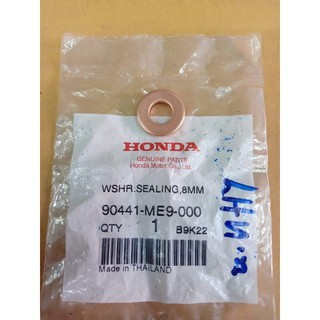 HONDA
GENUINE PARTS
Honda Motor Co.,Ltd.
WSHR.SEALING,8MM
90441-ME9-000
QTY 1 B9K22
Made in THAILAND